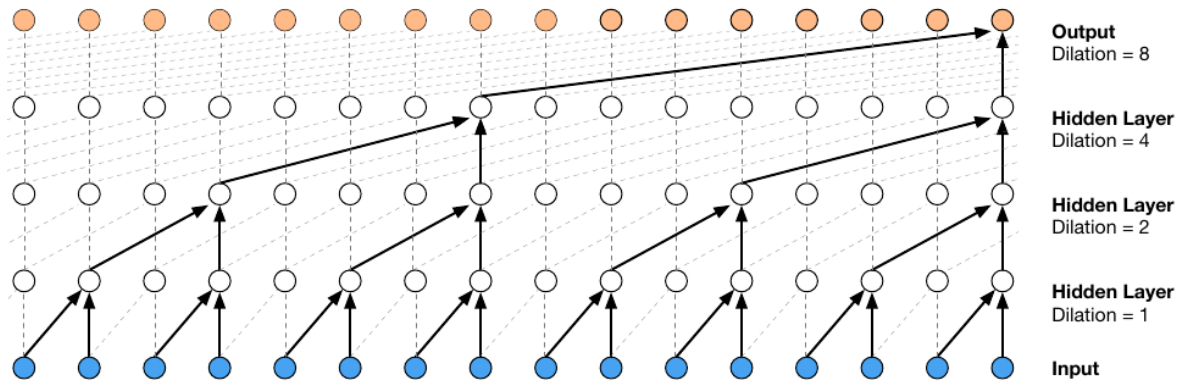 Output
Dilation = 8
Hidden Layer
Dilation = 4
Hidden Layer
Dilation = 2
Hidden Layer
Dilation = 1
Input